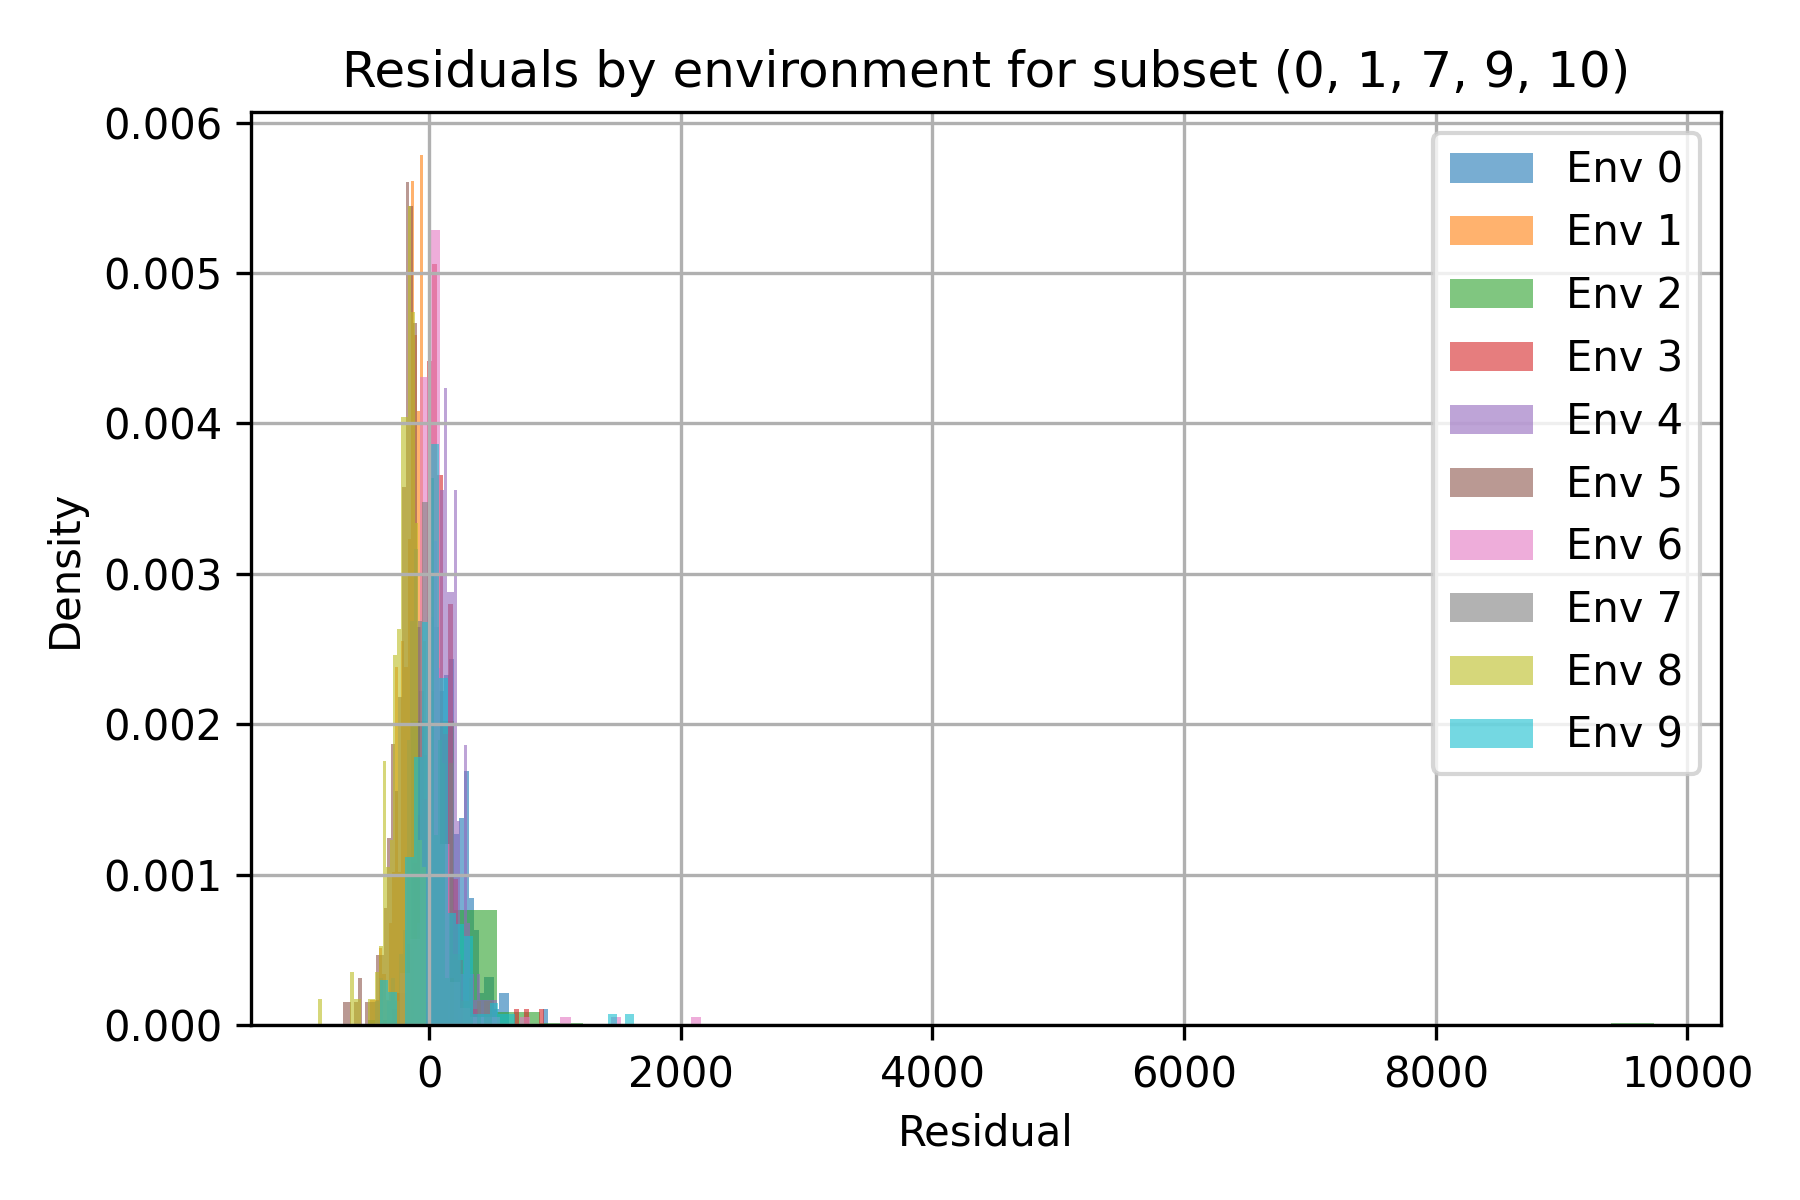 Residuals by environment for subset (0, 1, 7, 9, 10)
0.006
0.005
0.004
0.003
0.002
0.001
0.000
Density
0
2000
4000
6000
8000
10000
Residual
Env 0
Env 1
Env 2
Env 3
Env 4
Env 5
Env 6
Env 7
Env 8
Env 9